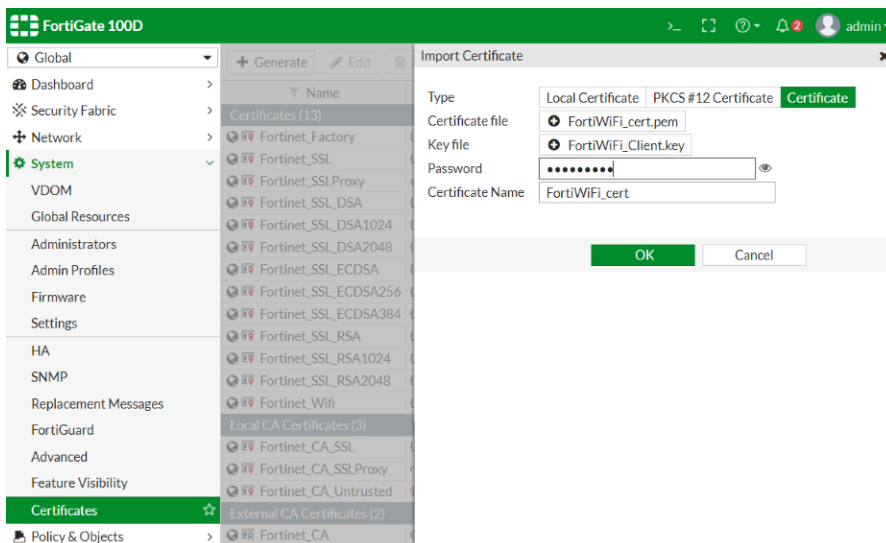 FortiGate 100D
>_
2
admin
Global
Dashboard
Security Fabric
Network
System
VDOM
Global Resources
Administrators
Admin Profiles
Firmware
Settings
HA
SNMP
Replacement Messages
FortiGuard
Advanced
Feature Visibility
Certificates
Policy & Objects
+ Generate Edit
Name
Certificates (13)
Fortinet_Factory
Fortinet_SSL
Fortinet_SSLProxy
Fortinet_SSL_DSA
Fortinet_SSL_DSA1024
Fortinet_SSL_DSA2048
Fortinet_SSL_ECDSA
Fortinet_SSL_ECDSA256
Fortinet_SSL_ECDSA384
Fortinet_SSL_RSA
Fortinet_SSL_RSA1024
Fortinet_SSL_RSA2048
Fortinet_Wifi
Local CA Certificates (3)
Fortinet_CA_SSL
Fortinet_CA_SSLProxy
Fortinet_CA_Untrusted
External CA Certificates (2)
Fortinet_CA
Import Certificate
Type Local Certificate PKCS #12 Certificate Certificate
Certificate file FortiWiFi_cert.pem
Key file FortiWiFi_Client.key
Password •••••••••
Certificate Name FortiWiFi_cert
OK Cancel